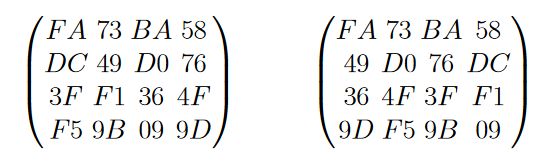 FA 73 BA 58 FA 73 BA 58
DC 49 D0 76 49 D0 76 DC
3F F1 36 4F 36 4F 3F F1
F5 9B 09 9D 9D F5 9B 09